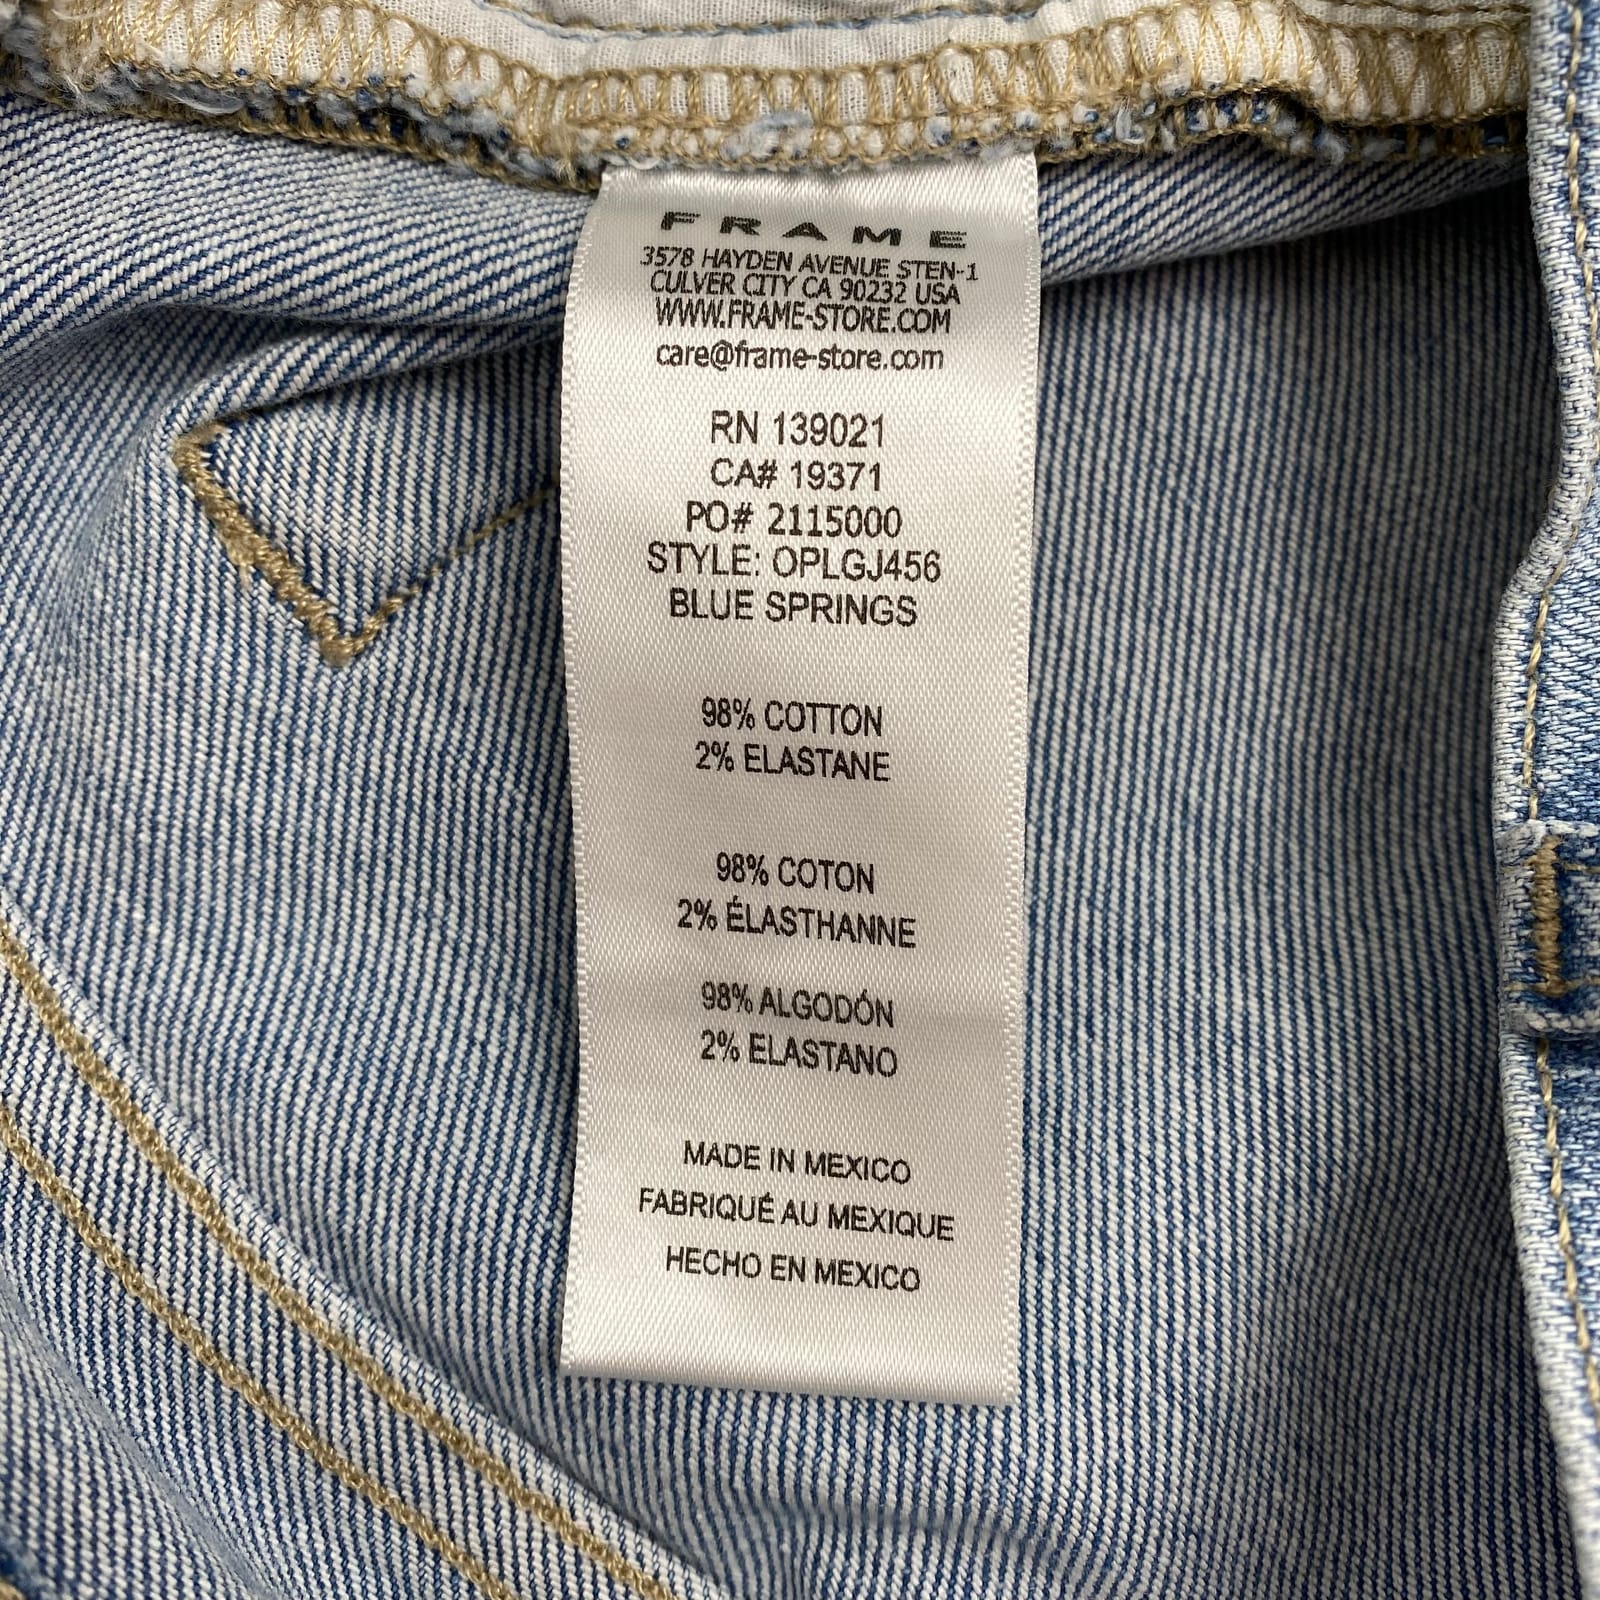 FRAME
3578 HAYDEN AVENUE STEN-1
CULVER CITY CA 90232 USA
WWW.FRAME-STORE.COM
care@frame-store.com
RN 139021
CA# 19371
PO# 2115000
STYLE: OPLGJ456
BLUE SPRINGS
98% COTTON
2% ELASTANE
98% COTON
2% ÉLASTHANNE
98% ALGODÓN
2% ELASTANO
MADE IN MEXICO
FABRIQUÉ AU MEXIQUE
HECHO EN MEXICO